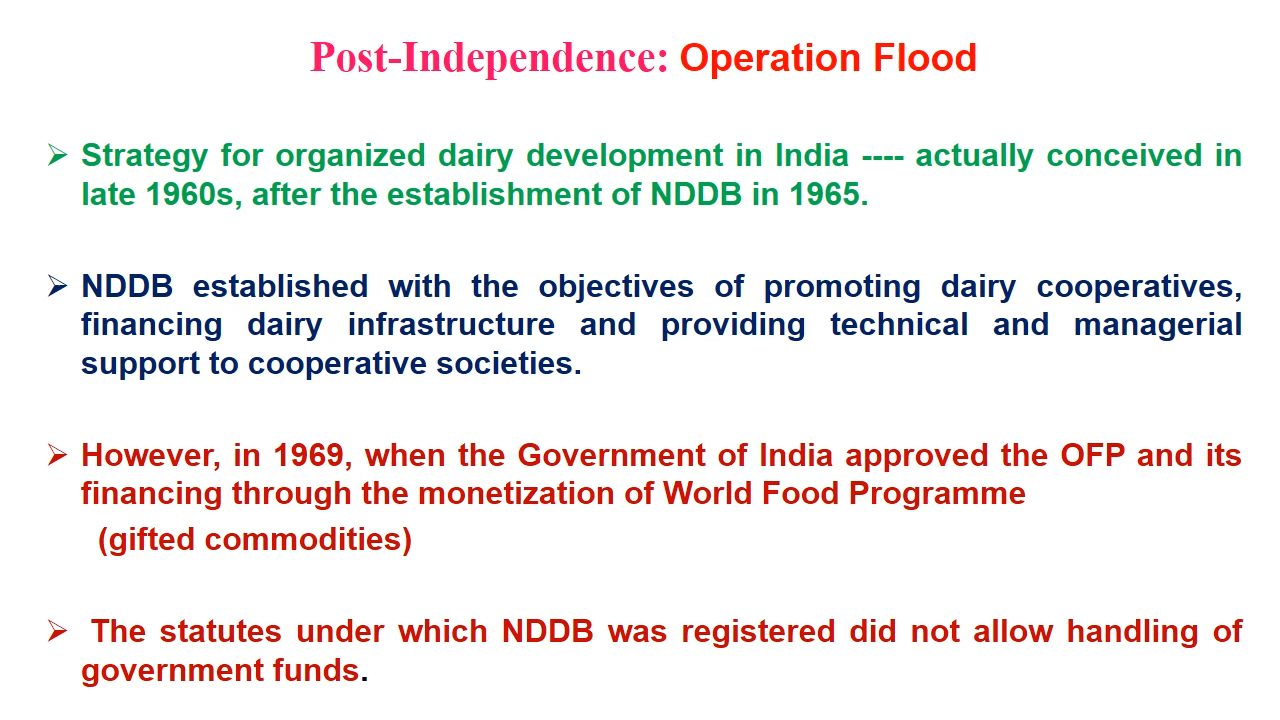 Post-Independence: Operation Flood
Strategy for organized dairy development in India ---- actually conceived in
late 1960s, after the establishment of NDDB in 1965.
NDDB established with the objectives of promoting dairy cooperatives,
financing dairy infrastructure and providing technical and managerial
support to cooperative societies.
However, in 1969, when the Government of India approved the OFP and its
financing through the monetization of World Food Programme
(gifted commodities)
The statutes under which NDDB was registered did not allow handling of
government funds.